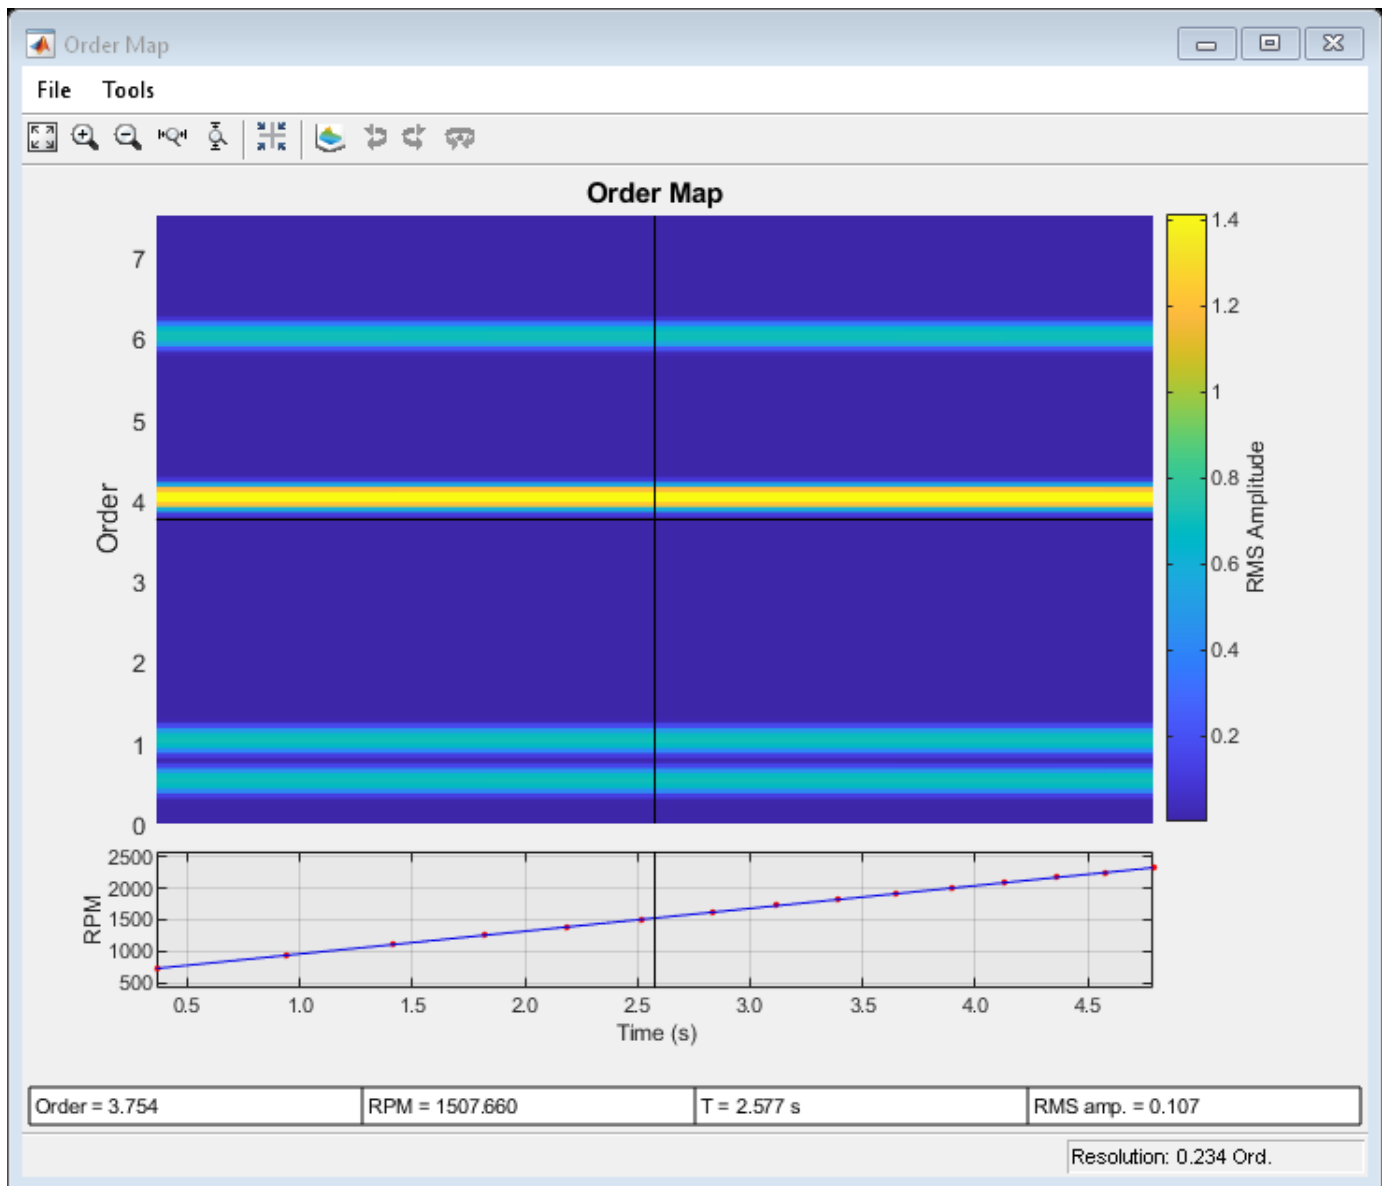 Order Map
File Tools
Order Map
7
6
5
4
3
2
1
0
Order
1.4
1.2
1
0.8
0.6
0.4
0.2
RMS Amplitude
2500
2000
1500
1000
500
RPM
0.5 1.0 1.5 2.0 2.5 3.0 3.5 4.0 4.5
Time (s)
Order = 3.754 RPM = 1507.660 T = 2.577 s RMS amp. = 0.107
Resolution: 0.234 Ord.